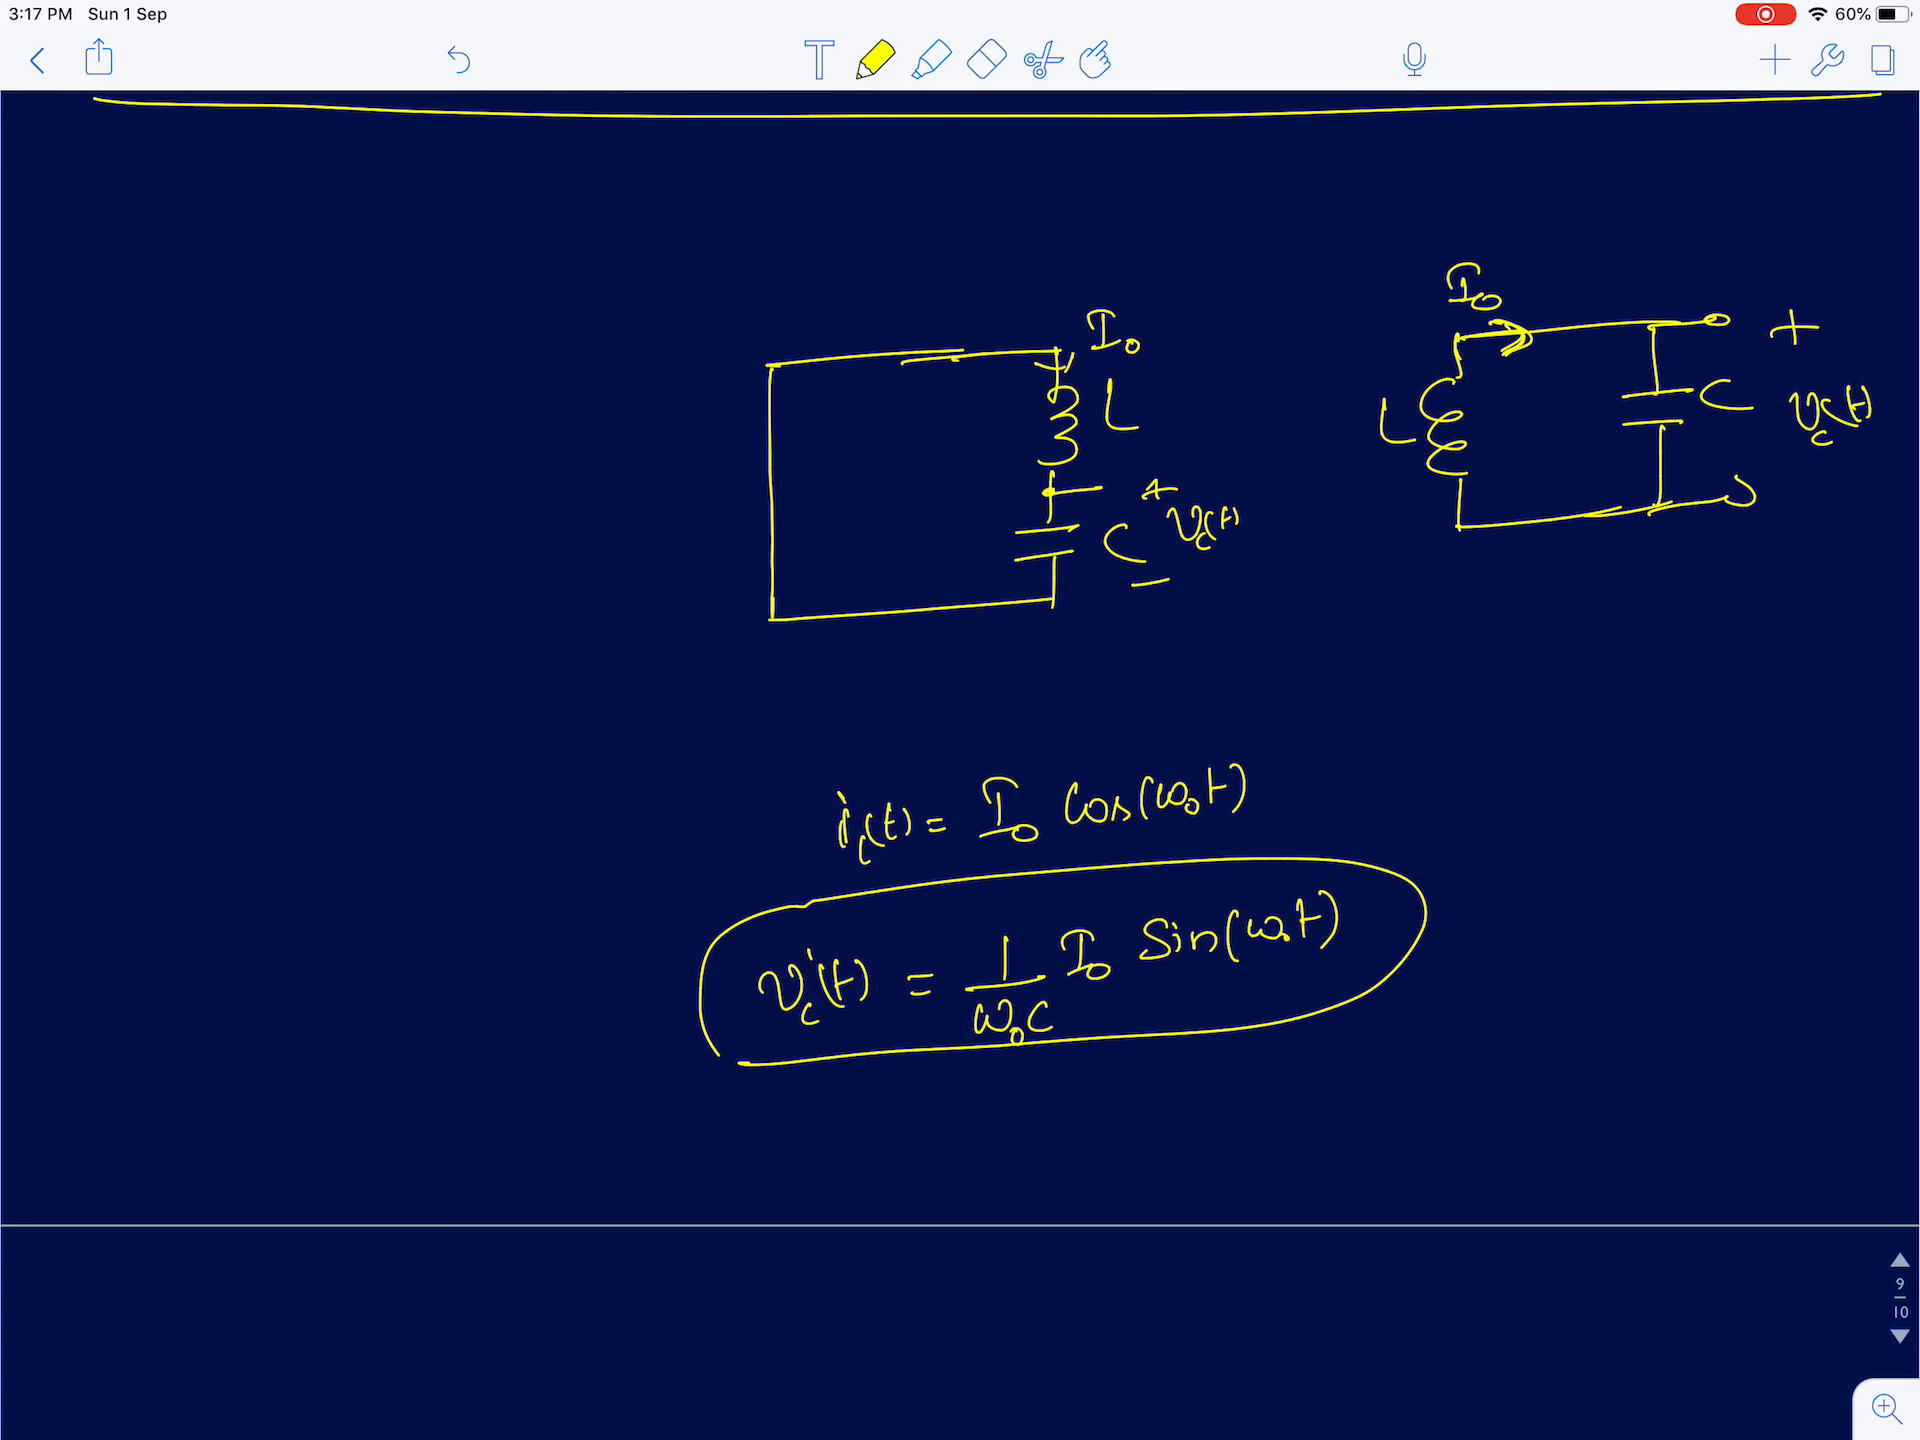 3:17 PM Sun 1 Sep
60%
T
I₀
L
+
v_c(t)
C
−
I₀
+
L
C
v_c(t)
i_c(t) = I₀ cos(ω₀t)
v_c(t) = 1/(ω₀C) I₀ Sin(ω₀t)
9
10